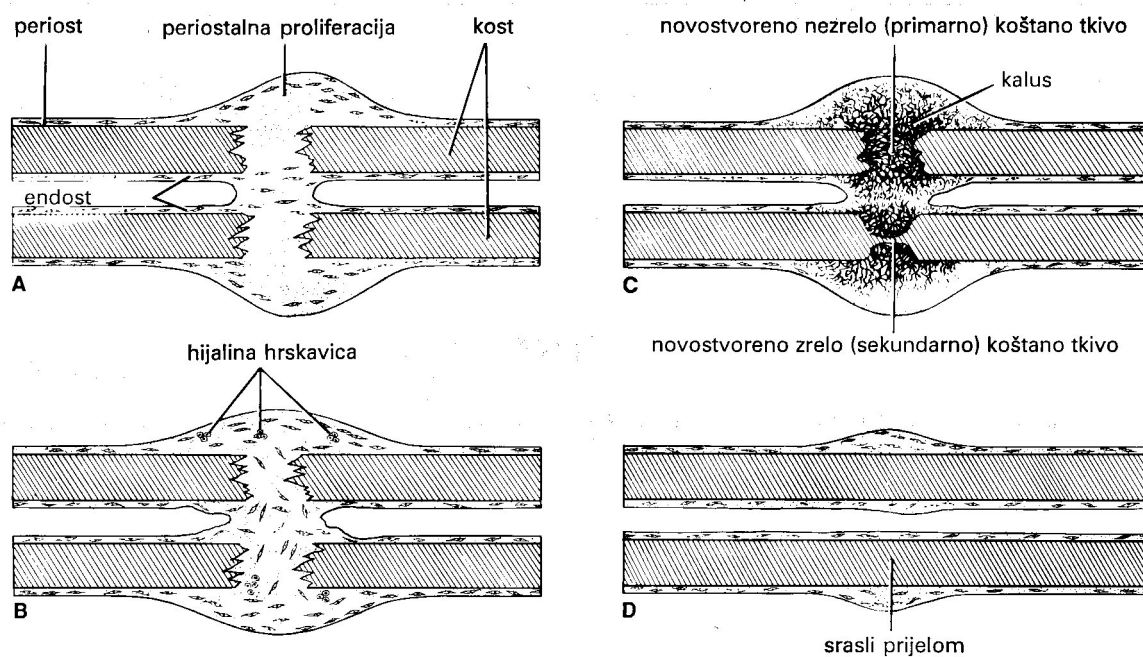 periost
periostalna proliferacija
kost
endost
A
hijalina hrskavica
B
novostvoreno nezrelo (primarno) koštano tkivo
kalus
C
novostvoreno zrelo (sekundarno) koštano tkivo
D
srasli prijelom